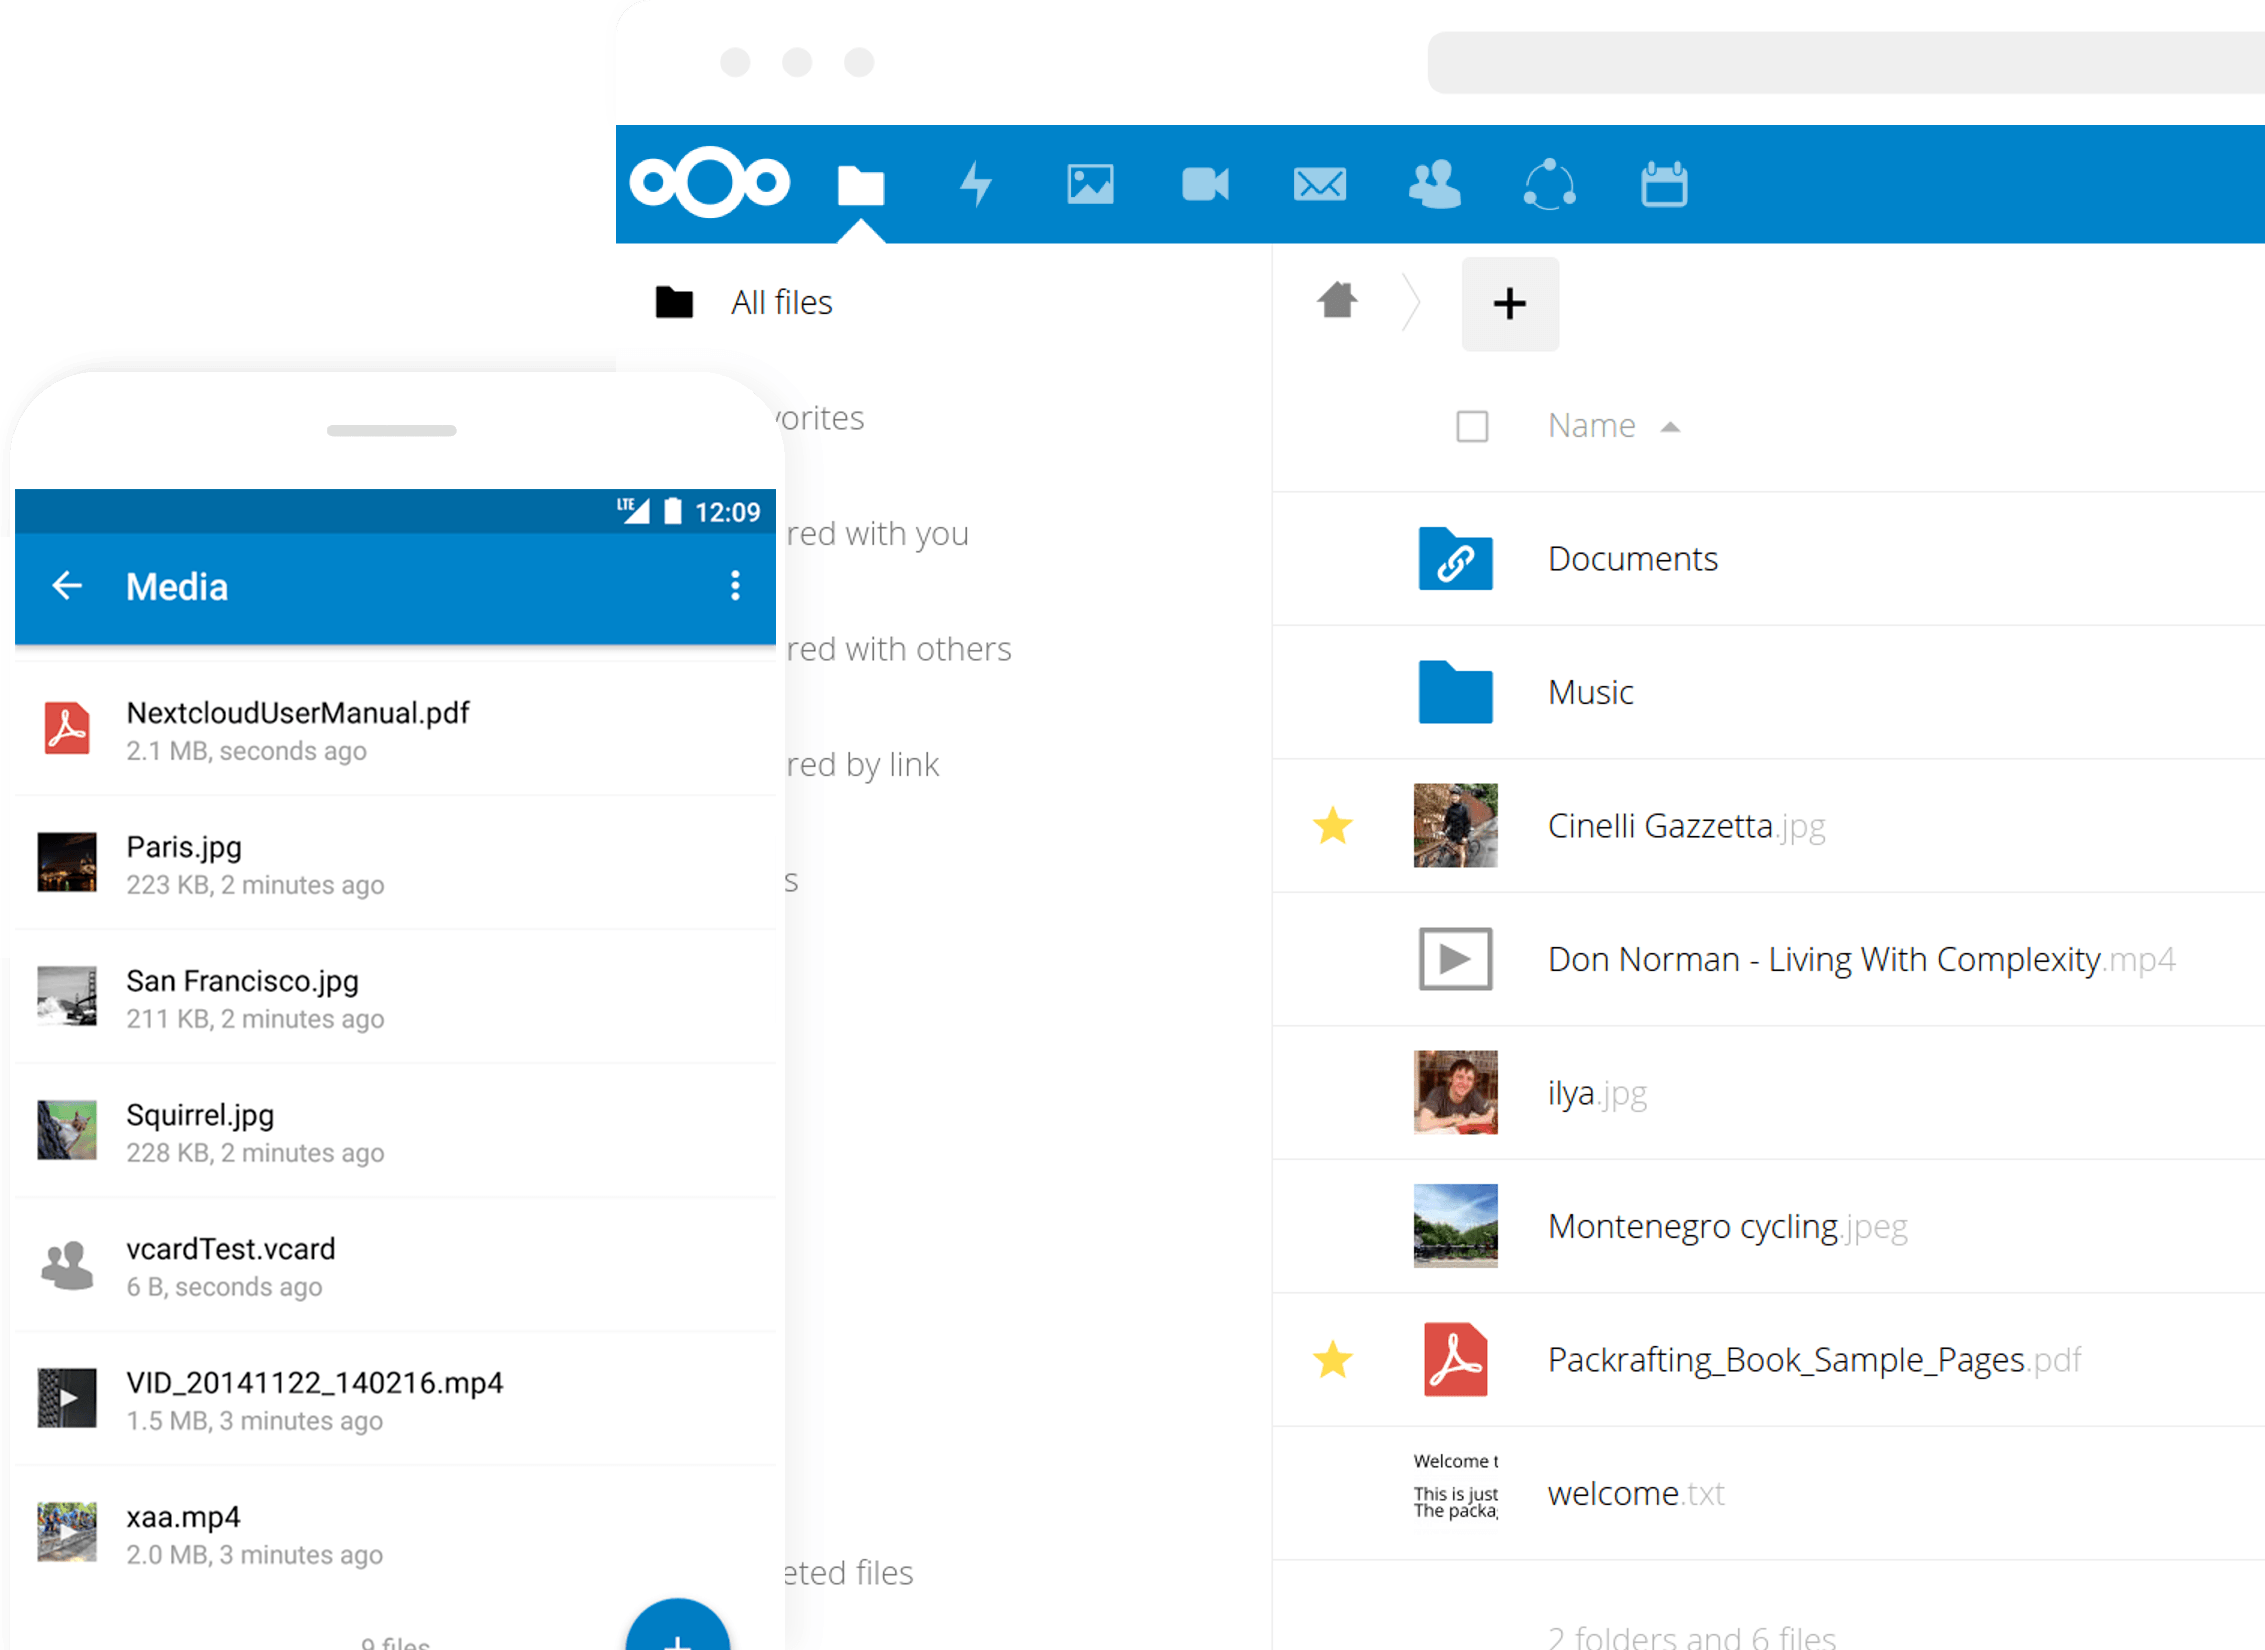 All files
vorites
red with you
red with others
red by link
s
eted files
Name
Documents
Music
Cinelli Gazzetta.jpg
Don Norman - Living With Complexity.mp4
ilya.jpg
Montenegro cycling.jpeg
Packrafting_Book_Sample_Pages.pdf
Welcome t
This is just
The packa
welcome.txt
2 folders and 6 files
LTE 12:09
Media
NextcloudUserManual.pdf
2.1 MB, seconds ago
Paris.jpg
223 KB, 2 minutes ago
San Francisco.jpg
211 KB, 2 minutes ago
Squirrel.jpg
228 KB, 2 minutes ago
vcardTest.vcard
6 B, seconds ago
VID_20141122_140216.mp4
1.5 MB, 3 minutes ago
xaa.mp4
2.0 MB, 3 minutes ago
9 files